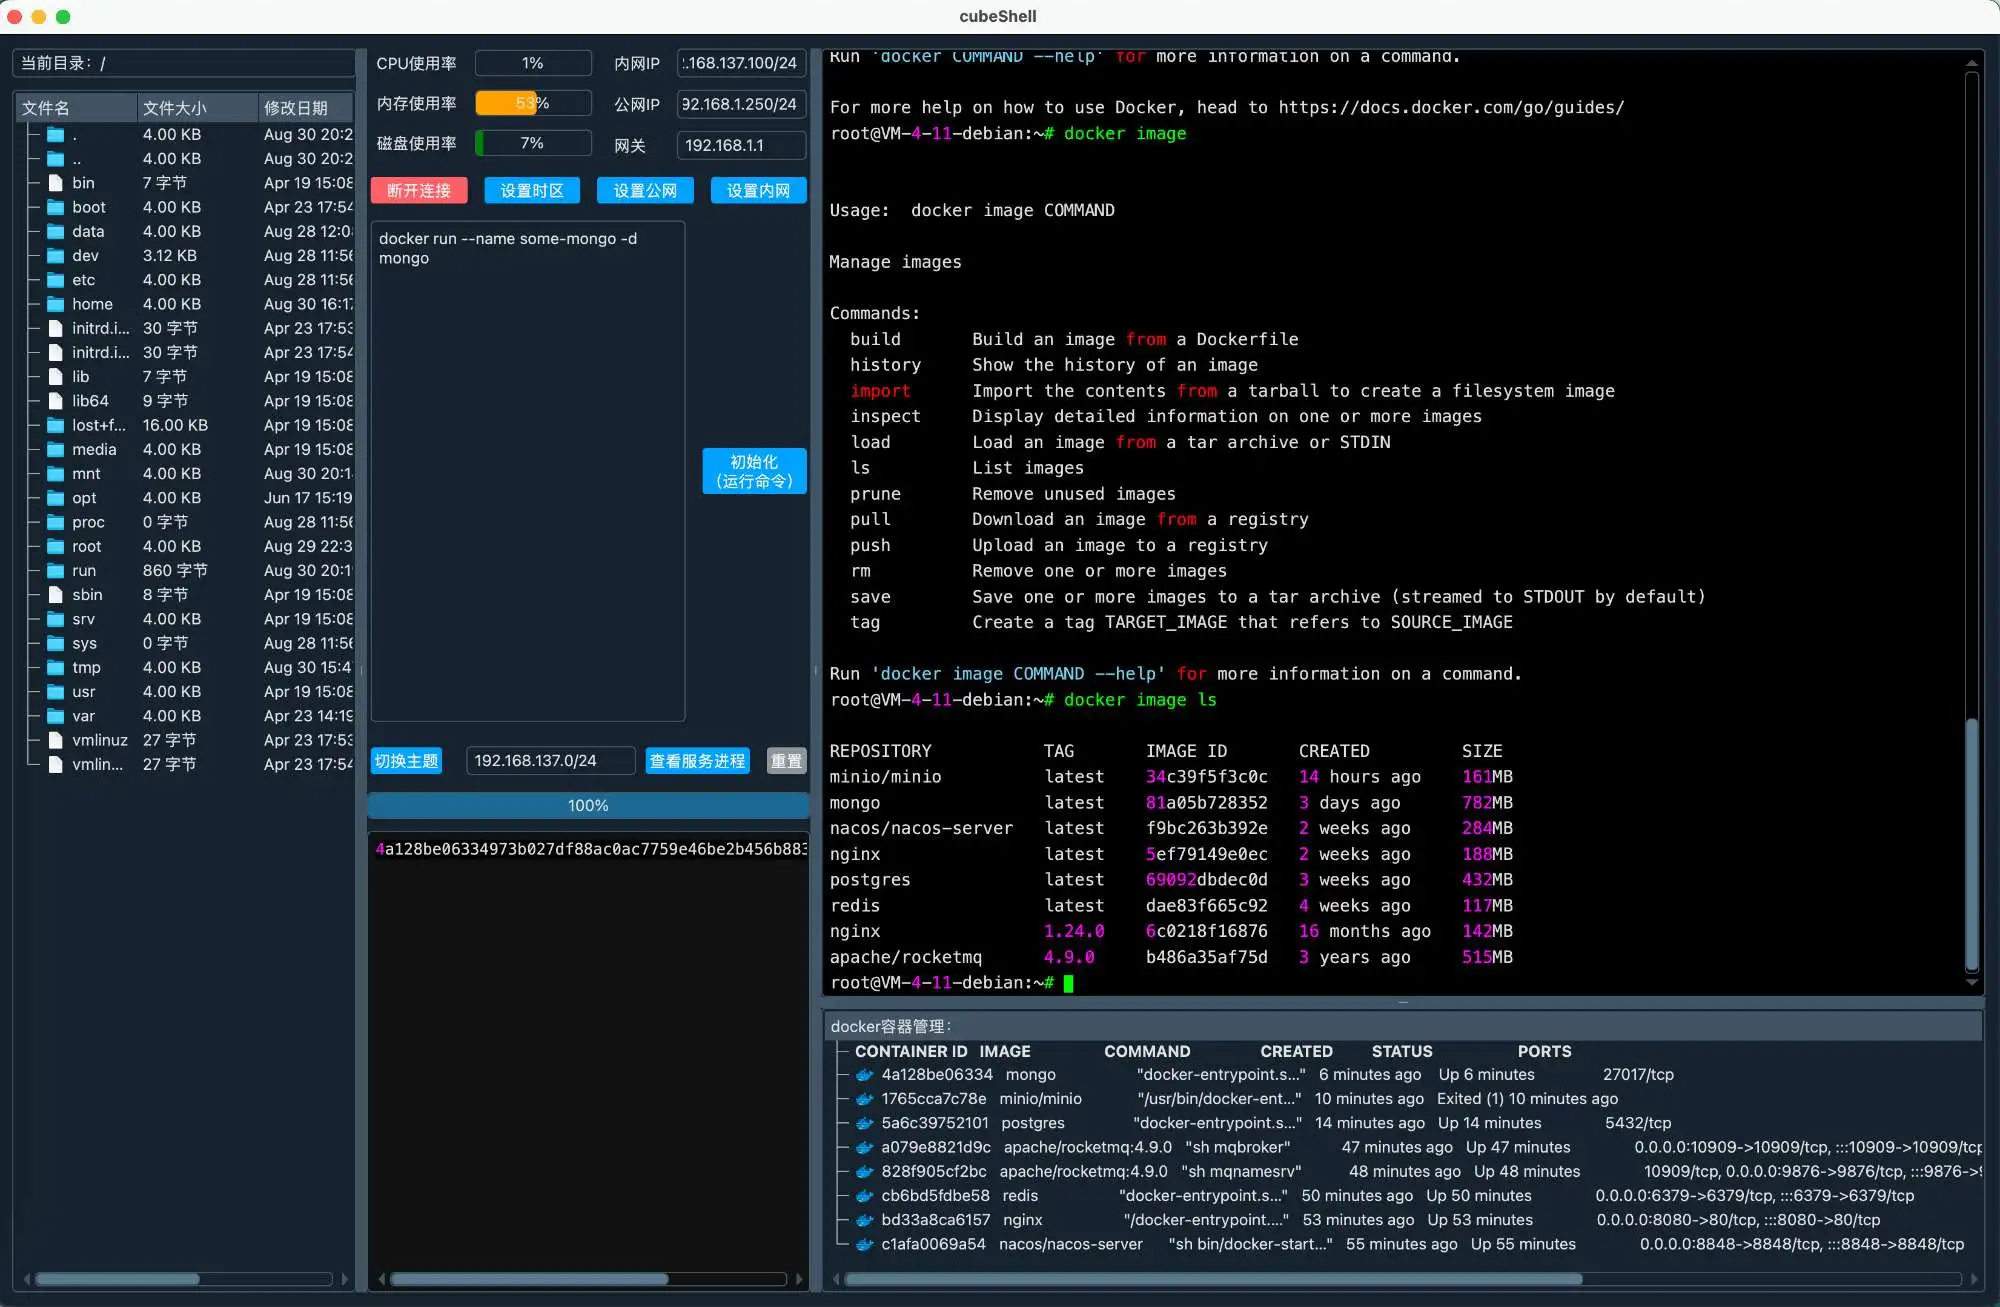 cubeShell
当前目录: /
文件名 文件大小 修改日期
. 4.00 KB Aug 30 20:2
.. 4.00 KB Aug 30 20:2
bin 7 字节 Apr 19 15:08
boot 4.00 KB Apr 23 17:54
data 4.00 KB Aug 28 12:0
dev 3.12 KB Aug 28 11:56
etc 4.00 KB Aug 28 11:56
home 4.00 KB Aug 30 16:17
initrd.i... 30 字节 Apr 23 17:53
initrd.i... 30 字节 Apr 23 17:54
lib 7 字节 Apr 19 15:08
lib64 9 字节 Apr 19 15:08
lost+f... 16.00 KB Apr 19 15:08
media 4.00 KB Apr 19 15:08
mnt 4.00 KB Aug 30 20:1
opt 4.00 KB Jun 17 15:19
proc 0 字节 Aug 28 11:56
root 4.00 KB Aug 29 22:3
run 860 字节 Aug 30 20:1
sbin 8 字节 Apr 19 15:08
srv 4.00 KB Apr 19 15:08
sys 0 字节 Aug 28 11:56
tmp 4.00 KB Aug 30 15:4
usr 4.00 KB Apr 19 15:08
var 4.00 KB Apr 23 14:19
vmlinuz 27 字节 Apr 23 17:53
vmlin... 27 字节 Apr 23 17:54
CPU使用率 1% 内网IP .168.137.100/24
内存使用率 53% 公网IP 92.168.1.250/24
磁盘使用率 7% 网关 192.168.1.1
断开连接 设置时区 设置公网 设置内网
docker run --name some-mongo -d
mongo
初始化
(运行命令)
切换主题 192.168.137.0/24 查看服务进程 重置
100%
4a128be06334973b027df88ac0ac7759e46be2b456b883
Run 'docker COMMAND --help' for more information on a command.
For more help on how to use Docker, head to https://docs.docker.com/go/guides/
root@VM-4-11-debian:~# docker image
Usage:  docker image COMMAND
Manage images
Commands:
build Build an image from a Dockerfile
history Show the history of an image
import Import the contents from a tarball to create a filesystem image
inspect Display detailed information on one or more images
load Load an image from a tar archive or STDIN
ls List images
prune Remove unused images
pull Download an image from a registry
push Upload an image to a registry
rm Remove one or more images
save Save one or more images to a tar archive (streamed to STDOUT by default)
tag Create a tag TARGET_IMAGE that refers to SOURCE_IMAGE
Run 'docker image COMMAND --help' for more information on a command.
root@VM-4-11-debian:~# docker image ls
REPOSITORY TAG IMAGE ID CREATED SIZE
minio/minio latest 34c39f5f3c0c 14 hours ago 161MB
mongo latest 81a05b728352 3 days ago 782MB
nacos/nacos-server latest f9bc263b392e 2 weeks ago 284MB
nginx latest 5ef79149e0ec 2 weeks ago 188MB
postgres latest 69092dbdec0d 3 weeks ago 432MB
redis latest dae83f665c92 4 weeks ago 117MB
nginx 1.24.0 6c0218f16876 16 months ago 142MB
apache/rocketmq 4.9.0 b486a35af75d 3 years ago 515MB
root@VM-4-11-debian:~#
docker容器管理:
CONTAINER ID IMAGE COMMAND CREATED STATUS PORTS
4a128be06334 mongo "docker-entrypoint.s..." 6 minutes ago Up 6 minutes 27017/tcp
1765cca7c78e minio/minio "/usr/bin/docker-ent..." 10 minutes ago Exited (1) 10 minutes ago
5a6c39752101 postgres "docker-entrypoint.s..." 14 minutes ago Up 14 minutes 5432/tcp
a079e8821d9c apache/rocketmq:4.9.0 "sh mqbroker" 47 minutes ago Up 47 minutes 0.0.0.0:10909->10909/tcp, :::10909->10909/tcp
828f905cf2bc apache/rocketmq:4.9.0 "sh mqnamesrv" 48 minutes ago Up 48 minutes 10909/tcp, 0.0.0.0:9876->9876/tcp, :::9876->9
cb6bd5fdbe58 redis "docker-entrypoint.s..." 50 minutes ago Up 50 minutes 0.0.0.0:6379->6379/tcp, :::6379->6379/tcp
bd33a8ca6157 nginx "/docker-entrypoint...." 53 minutes ago Up 53 minutes 0.0.0.0:8080->80/tcp, :::8080->80/tcp
c1afa0069a54 nacos/nacos-server "sh bin/docker-start..." 55 minutes ago Up 55 minutes 0.0.0.0:8848->8848/tcp, :::8848->8848/tcp